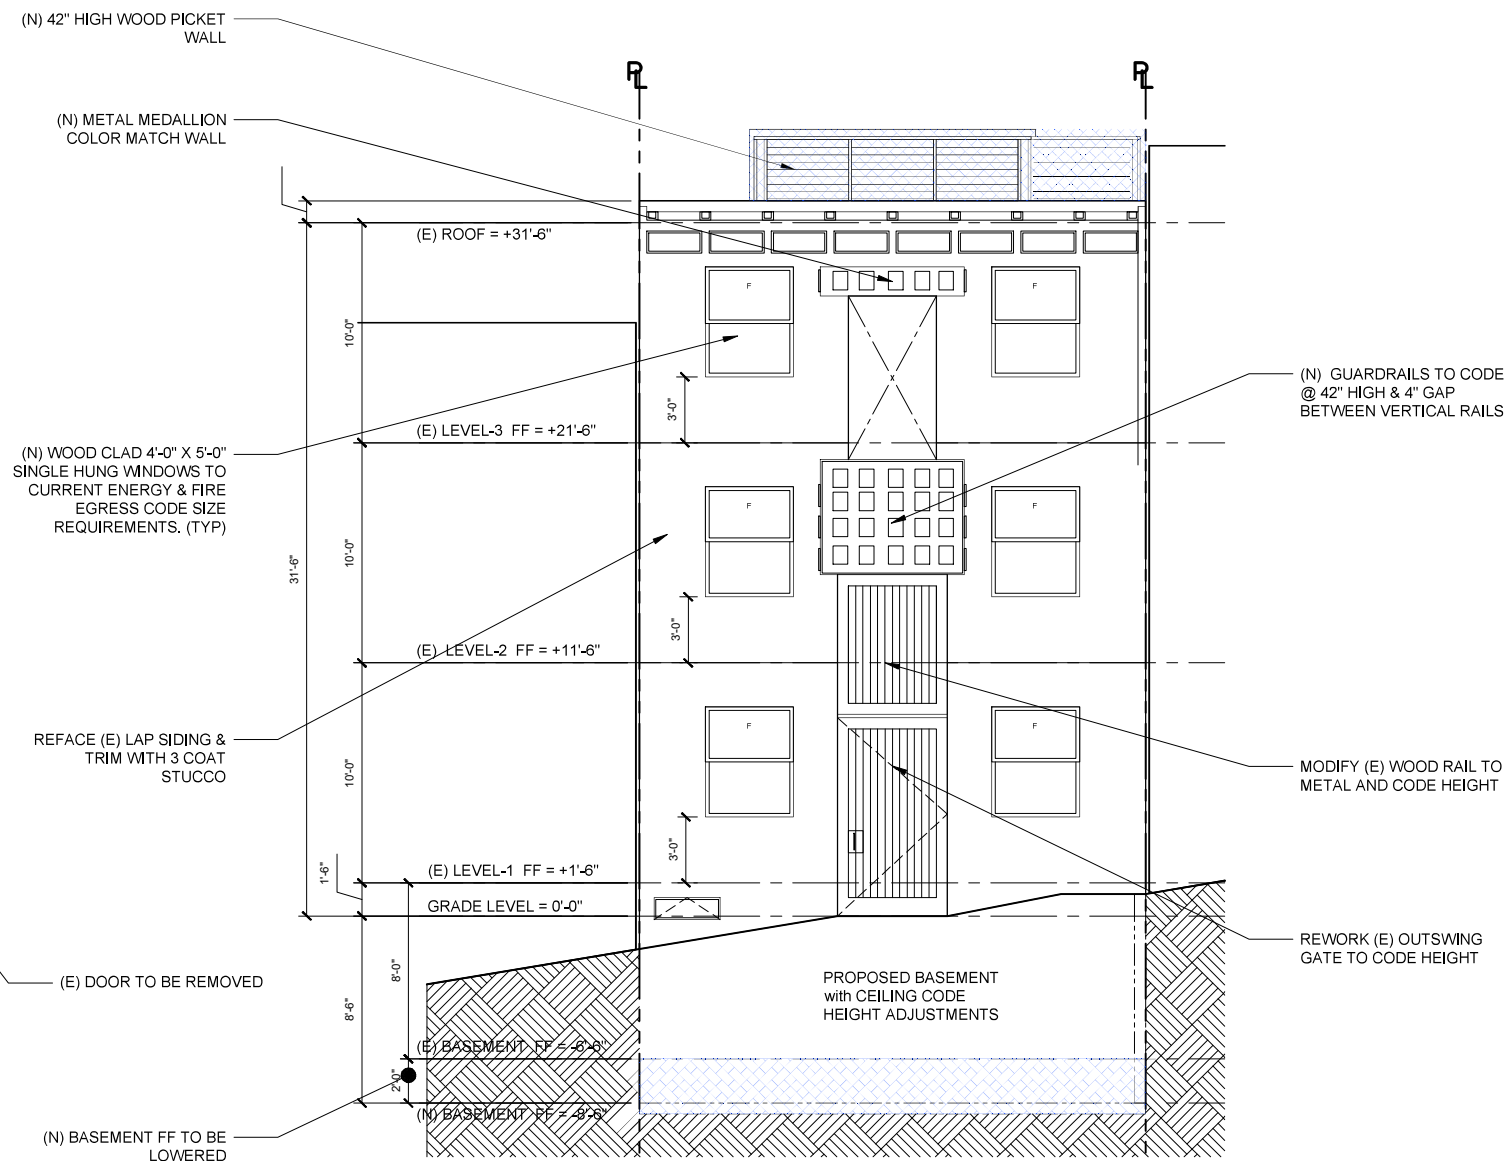 (N) 42" HIGH WOOD PICKET
WALL
PL
PL
(N) METAL MEDALLION
COLOR MATCH WALL
(E) ROOF = +31'-6"
F
F
10'-0"
3'-0"
(N) GUARDRAILS TO CODE
@ 42" HIGH & 4" GAP
BETWEEN VERTICAL RAILS
X
(E) LEVEL-3 FF = +21'-6"
(N) WOOD CLAD 4'-0" X 5'-0"
SINGLE HUNG WINDOWS TO
CURRENT ENERGY & FIRE
EGRESS CODE SIZE
REQUIREMENTS. (TYP)
F
F
31'-6"
10'-0"
3'-0"
(E) LEVEL-2 FF = +11'-6"
REFACE (E) LAP SIDING &
TRIM WITH 3 COAT
STUCCO
F
F
10'-0"
3'-0"
MODIFY (E) WOOD RAIL TO
METAL AND CODE HEIGHT
1'-6"
(E) LEVEL-1 FF = +1'-6"
GRADE LEVEL = 0'-0"
REWORK (E) OUTSWING
GATE TO CODE HEIGHT
(E) DOOR TO BE REMOVED
8'-0"
8'-6"
PROPOSED BASEMENT
with CEILING CODE
HEIGHT ADJUSTMENTS
(E) BASEMENT FF = -6'-6"
2'-0"
(N) BASEMENT FF = -8'-6"
(N) BASEMENT FF TO BE
LOWERED